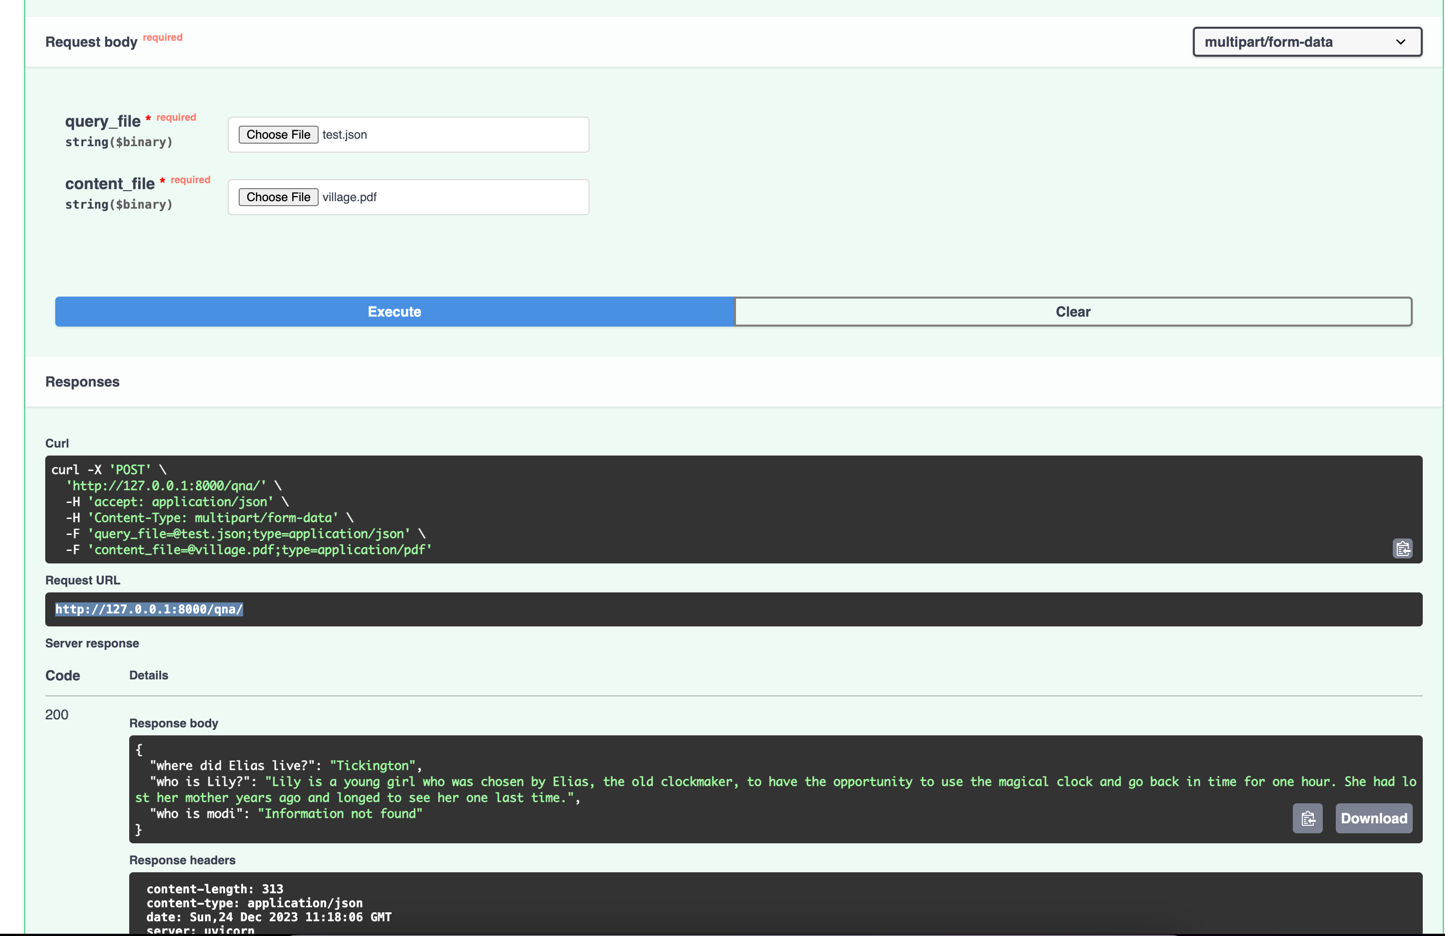 Request body required
multipart/form-data
query_file * required
string($binary)
Choose File test.json
content_file * required
string($binary)
Choose File village.pdf
Execute
Clear
Responses
Curl
curl -X 'POST' \
'http://127.0.0.1:8000/qna/' \
-H 'accept: application/json' \
-H 'Content-Type: multipart/form-data' \
-F 'query_file=@test.json;type=application/json' \
-F 'content_file=@village.pdf;type=application/pdf'
Request URL
http://127.0.0.1:8000/qna/
Server response
Code Details
200
Response body
{
"where did Elias live?": "Tickington",
"who is Lily?": "Lily is a young girl who was chosen by Elias, the old clockmaker, to have the opportunity to use the magical clock and go back in time for one hour. She had lo
st her mother years ago and longed to see her one last time.",
"who is modi": "Information not found"
}
Download
Response headers
content-length: 313
content-type: application/json
date: Sun,24 Dec 2023 11:18:06 GMT
server: uvicorn